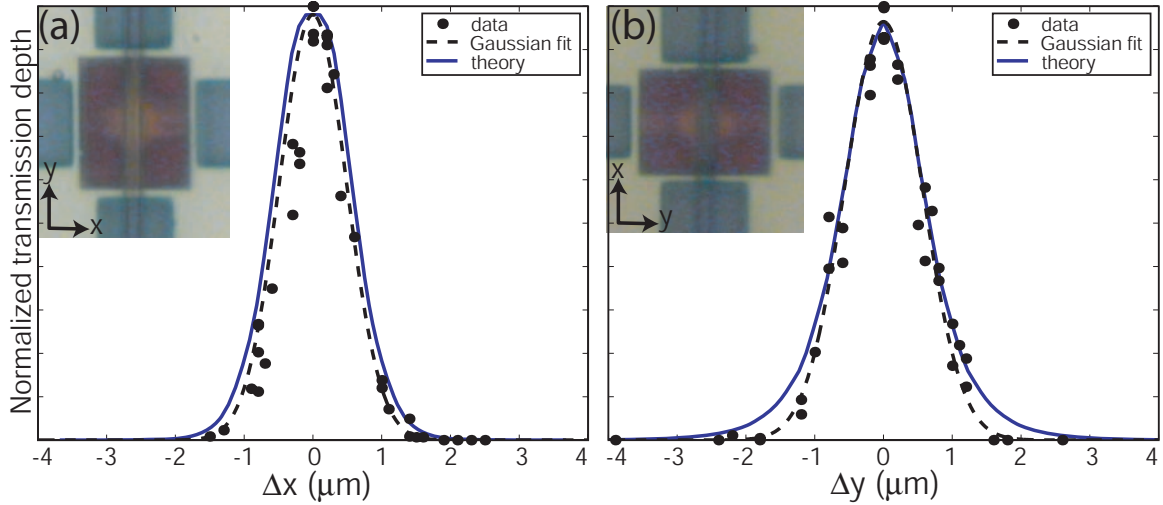 (a)
data
Gaussian fit
theory
y
x
Normalized transmission depth
-4 -3 -2 -1 0 1 2 3 4
Δx (μm)
(b)
data
Gaussian fit
theory
x
y
-4 -3 -2 -1 0 1 2 3 4
Δy (μm)